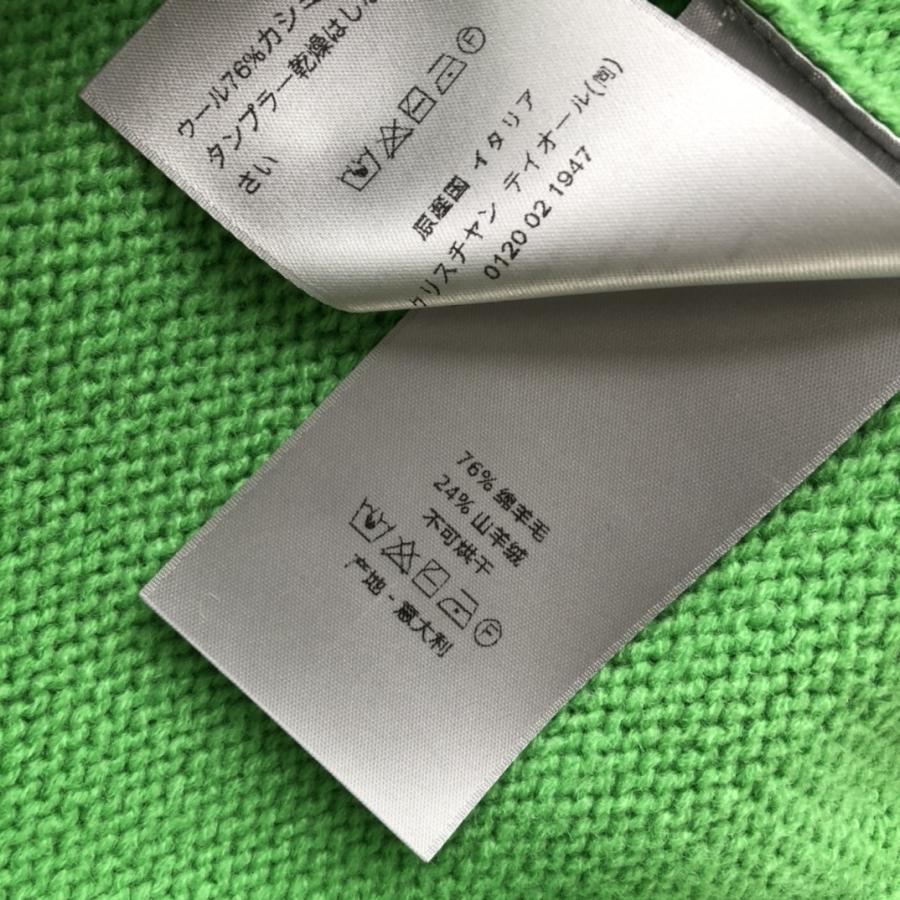 ウール76%カシミ
タンブラー乾燥はしな
さい
F
原産国 イタリア
クリスチャン ディオール(同)
0120 02 1947
76% 绵羊毛
24% 山羊绒
不可烘干
F
产地 - 意大利